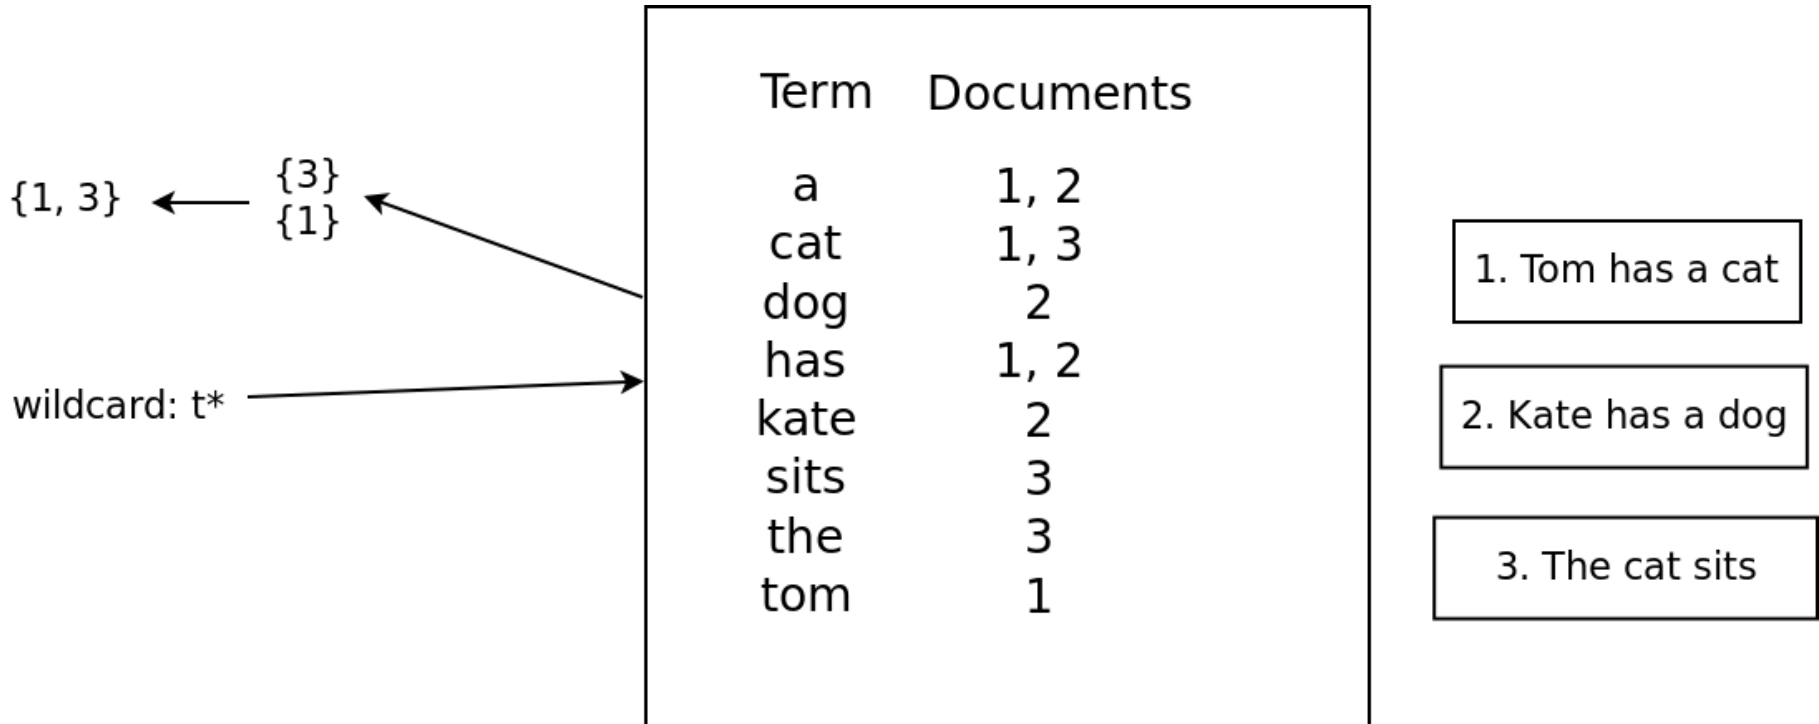 {1, 3}
{3}
{1}
wildcard: t*
Term Documents
a 1, 2
cat 1, 3
dog 2
has 1, 2
kate 2
sits 3
the 3
tom 1
1. Tom has a cat
2. Kate has a dog
3. The cat sits